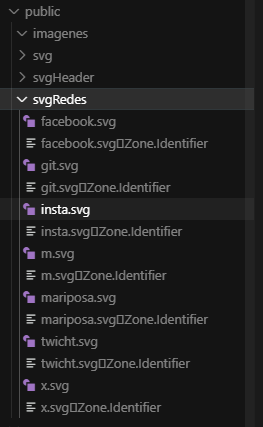 public
imagenes
svg
svgHeader
svgRedes
facebook.svg
facebook.svg▯Zone.Identifier
git.svg
git.svg▯Zone.Identifier
insta.svg
insta.svg▯Zone.Identifier
m.svg
m.svg▯Zone.Identifier
mariposa.svg
mariposa.svg▯Zone.Identifier
twicht.svg
twicht.svg▯Zone.Identifier
x.svg
x.svg▯Zone.Identifier